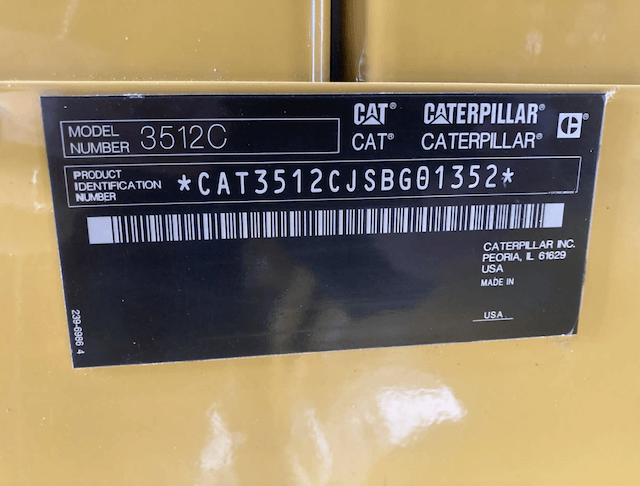 CAT® CATERPILLAR®
MODEL NUMBER 3512C
CAT® CATERPILLAR® C
PRODUCT IDENTIFICATION NUMBER *CAT3512CJSBG01352*
CATERPILLAR INC.
PEORIA, IL 61629
USA
MADE IN
USA
239-6986 4